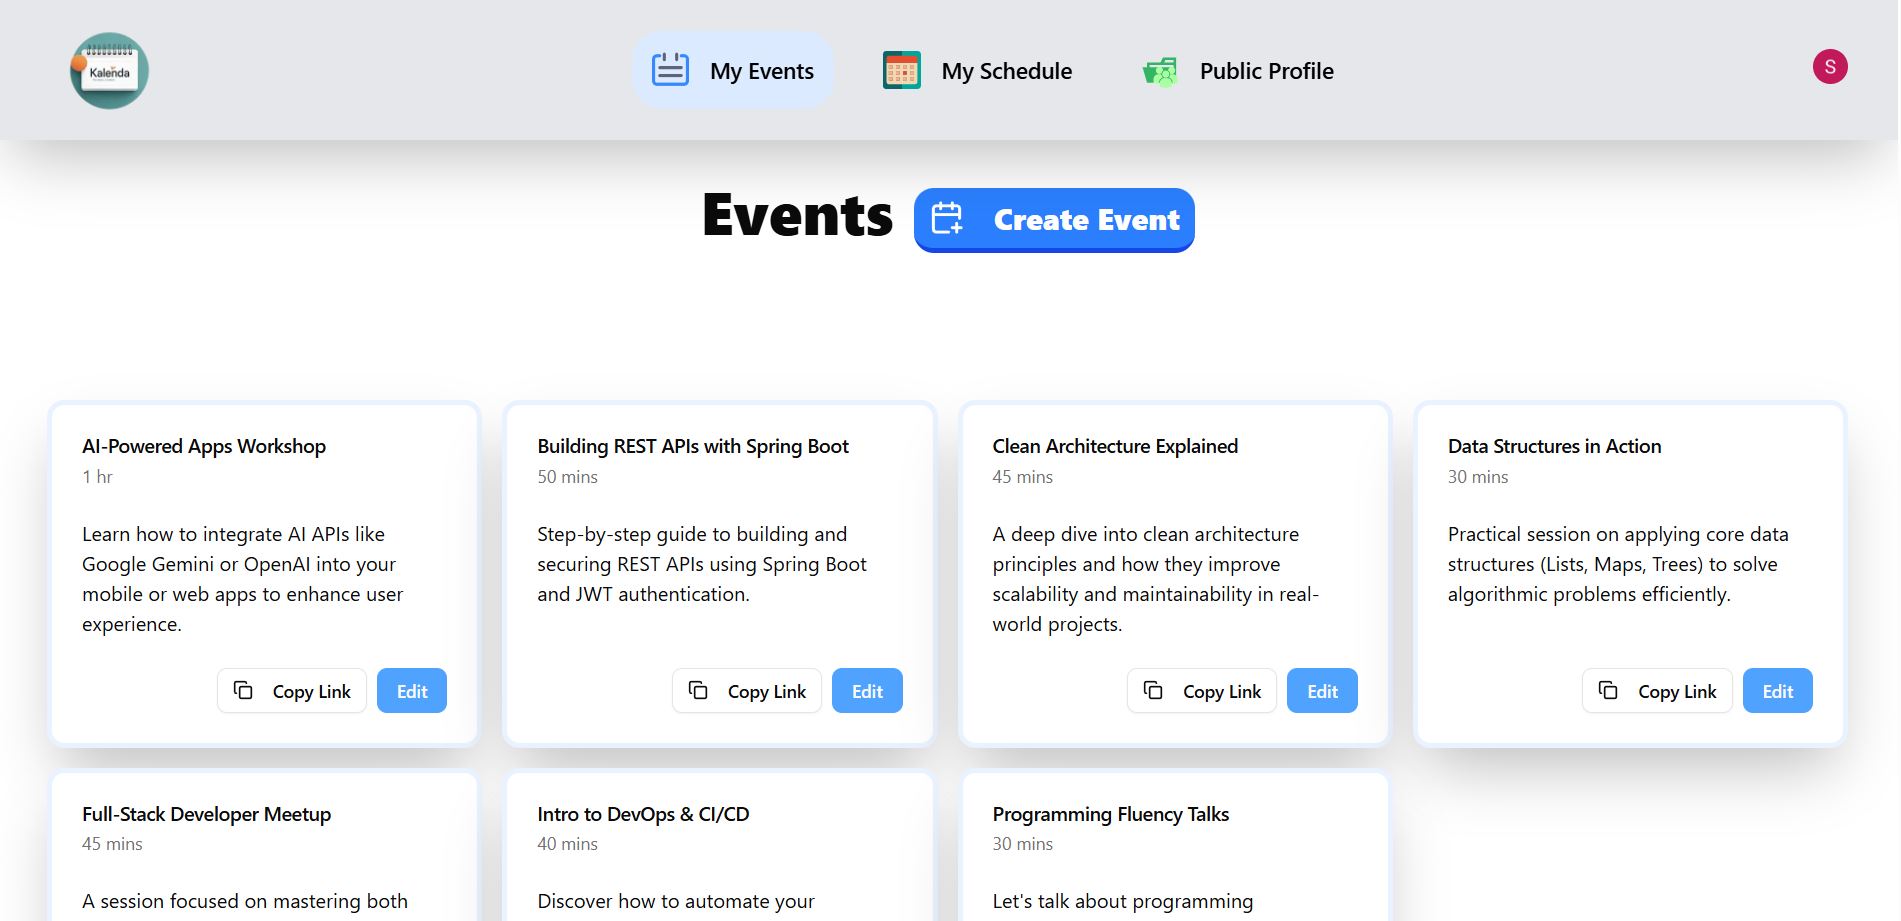 Kalenda
My Events
My Schedule
Public Profile
S
Events
Create Event
AI-Powered Apps Workshop
1 hr
Learn how to integrate AI APIs like
Google Gemini or OpenAI into your
mobile or web apps to enhance user
experience.
Copy Link
Edit
Building REST APIs with Spring Boot
50 mins
Step-by-step guide to building and
securing REST APIs using Spring Boot
and JWT authentication.
Copy Link
Edit
Clean Architecture Explained
45 mins
A deep dive into clean architecture
principles and how they improve
scalability and maintainability in real-
world projects.
Copy Link
Edit
Data Structures in Action
30 mins
Practical session on applying core data
structures (Lists, Maps, Trees) to solve
algorithmic problems efficiently.
Copy Link
Edit
Full-Stack Developer Meetup
45 mins
A session focused on mastering both
Intro to DevOps & CI/CD
40 mins
Discover how to automate your
Programming Fluency Talks
30 mins
Let's talk about programming